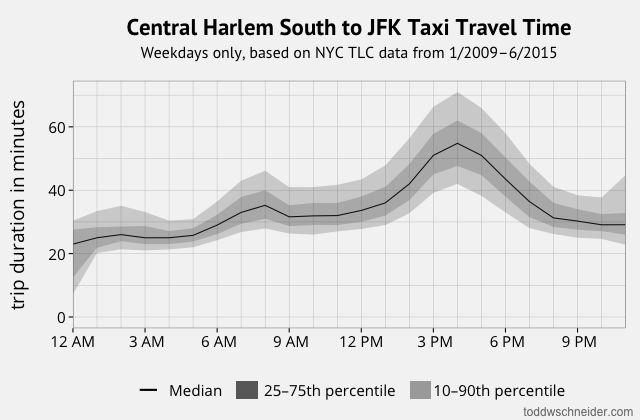 Central Harlem South to JFK Taxi Travel Time
Weekdays only, based on NYC TLC data from 1/2009–6/2015
trip duration in minutes
60
40
20
0
12 AM 3 AM 6 AM 9 AM 12 PM 3 PM 6 PM 9 PM
Median 25–75th percentile 10–90th percentile
toddwschneider.com